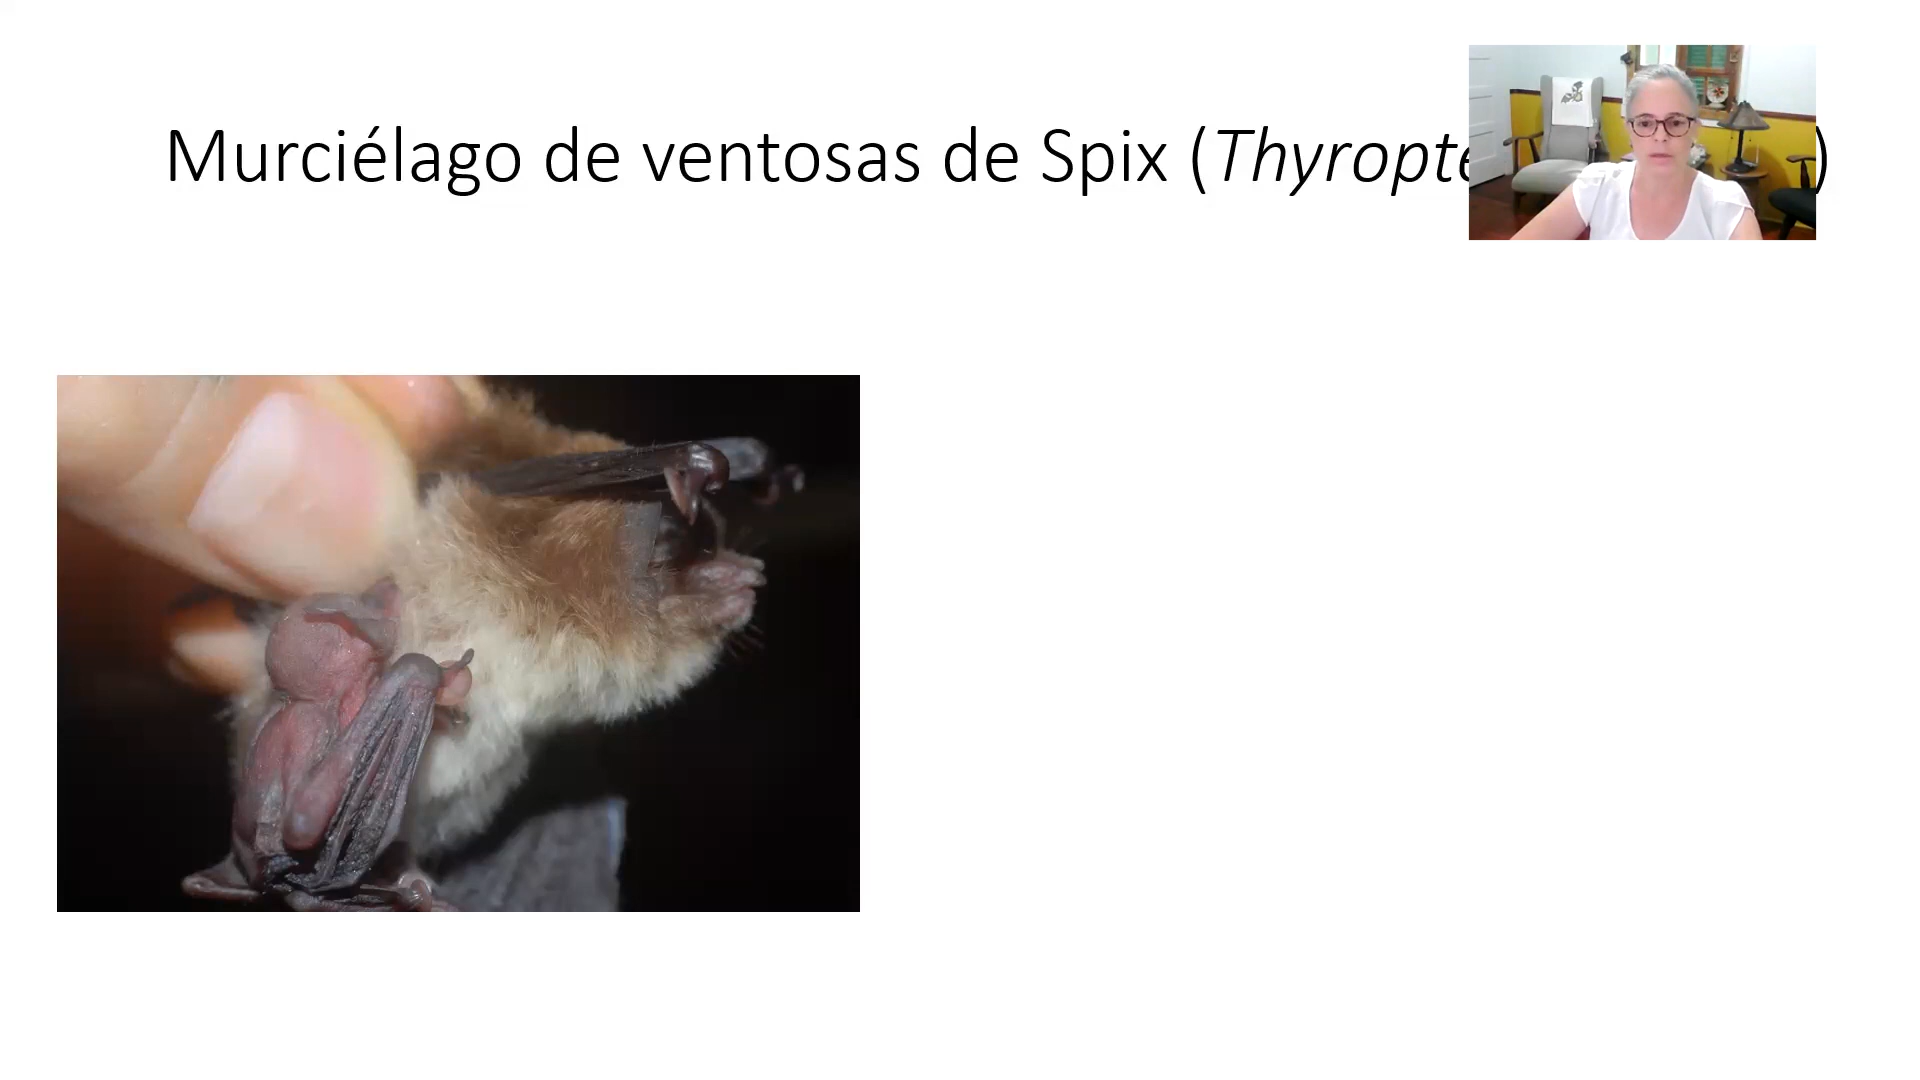 Murciélago de ventosas de Spix (Thyropte )